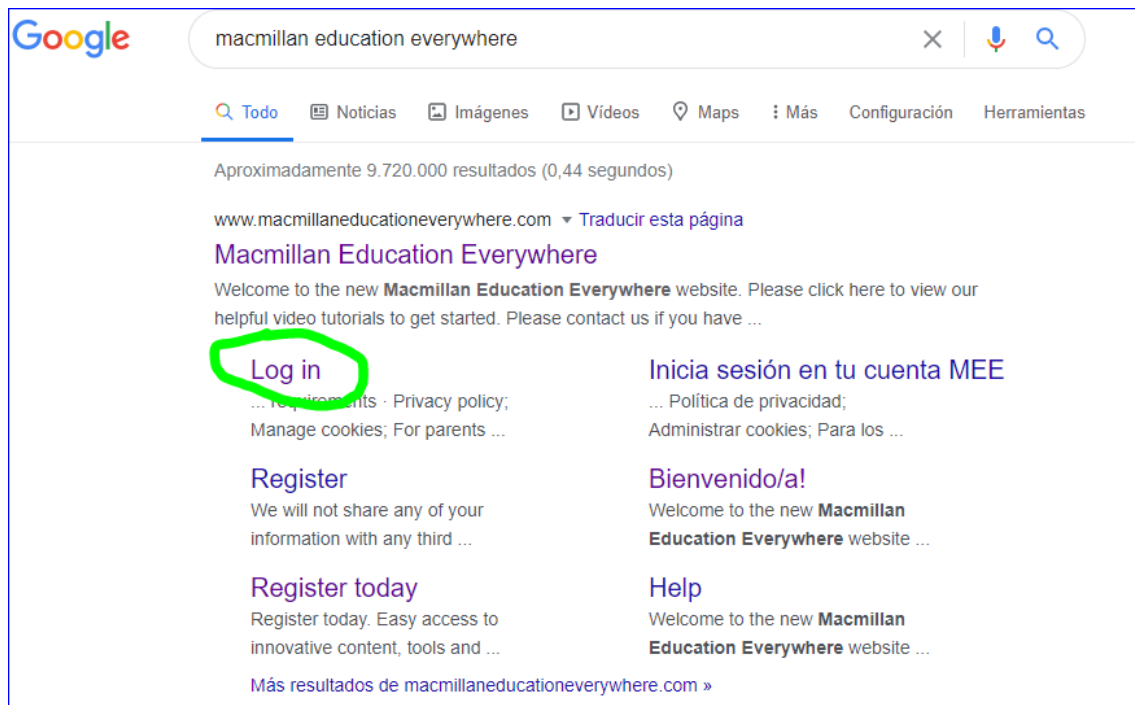 Google
macmillan education everywhere
Todo Noticias Imágenes Vídeos Maps Más Configuración Herramientas
Aproximadamente 9.720.000 resultados (0,44 segundos)
www.macmillaneducationeverywhere.com Traducir esta página
Macmillan Education Everywhere
Welcome to the new Macmillan Education Everywhere website. Please click here to view our
helpful video tutorials to get started. Please contact us if you have ...
Log in
... requirements · Privacy policy;
Manage cookies; For parents ...
Inicia sesión en tu cuenta MEE
... Política de privacidad;
Administrar cookies; Para los ...
Register
We will not share any of your
information with any third ...
Bienvenido/a!
Welcome to the new Macmillan
Education Everywhere website ...
Register today
Register today. Easy access to
innovative content, tools and ...
Help
Welcome to the new Macmillan
Education Everywhere website ...
Más resultados de macmillaneducationeverywhere.com »